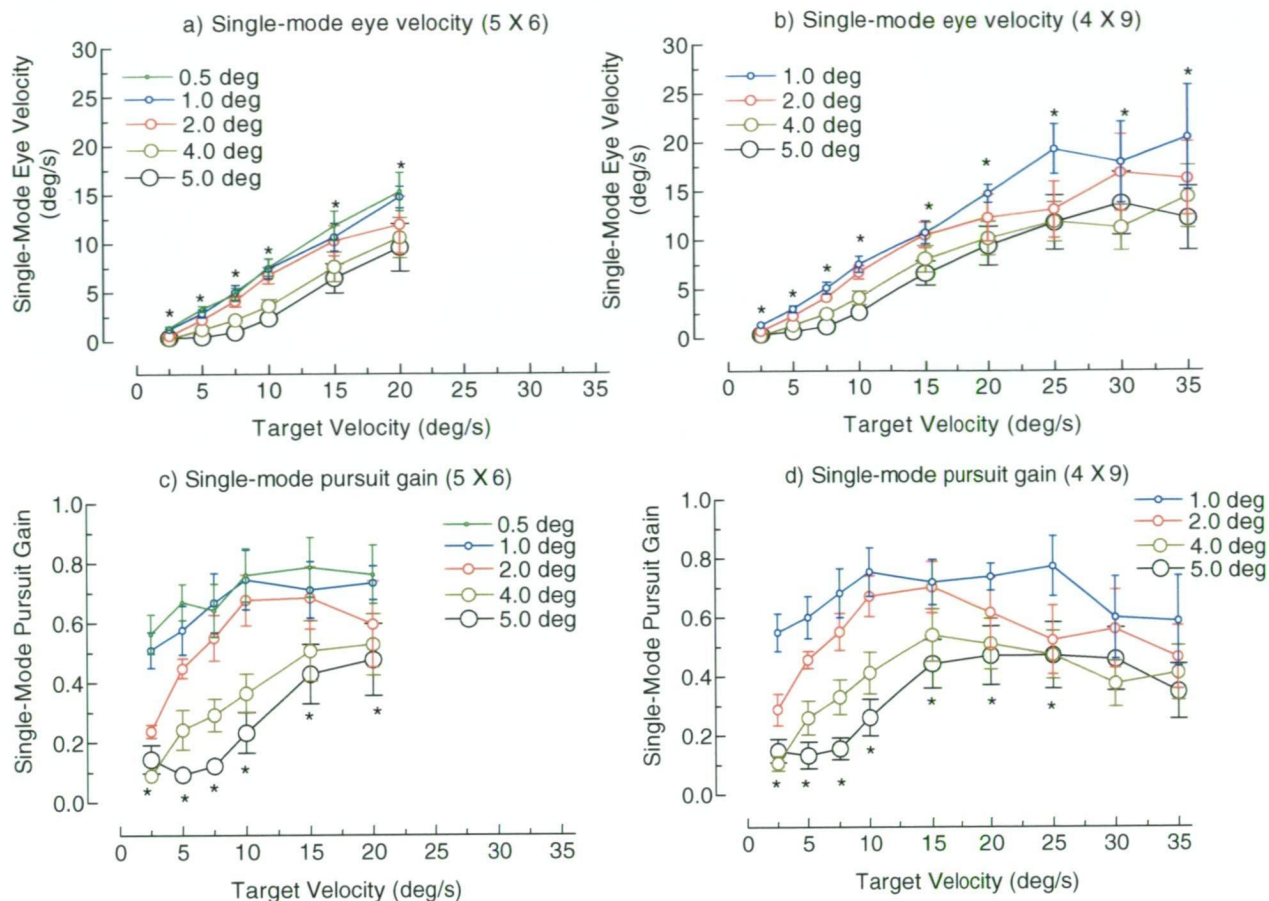 a) Single-mode eye velocity (5 X 6)
Single-Mode Eye Velocity
(deg/s)
30
25
20
15
10
5
0
0.5 deg
1.0 deg
2.0 deg
4.0 deg
5.0 deg
* * * * * *
0 5 10 15 20 25 30 35
Target Velocity (deg/s)
b) Single-mode eye velocity (4 X 9)
Single-Mode Eye Velocity
(deg/s)
30
25
20
15
10
5
0
1.0 deg
2.0 deg
4.0 deg
5.0 deg
* * * * * * * * *
0 5 10 15 20 25 30 35
Target Velocity (deg/s)
c) Single-mode pursuit gain (5 X 6)
Single-Mode Pursuit Gain
1.0
0.8
0.6
0.4
0.2
0.0
0.5 deg
1.0 deg
2.0 deg
4.0 deg
5.0 deg
* * * * * *
0 5 10 15 20 25 30 35
Target Velocity (deg/s)
d) Single-mode pursuit gain (4 X 9)
Single-Mode Pursuit Gain
1.0
0.8
0.6
0.4
0.2
0.0
1.0 deg
2.0 deg
4.0 deg
5.0 deg
* * * * * * *
0 5 10 15 20 25 30 35
Target Velocity (deg/s)